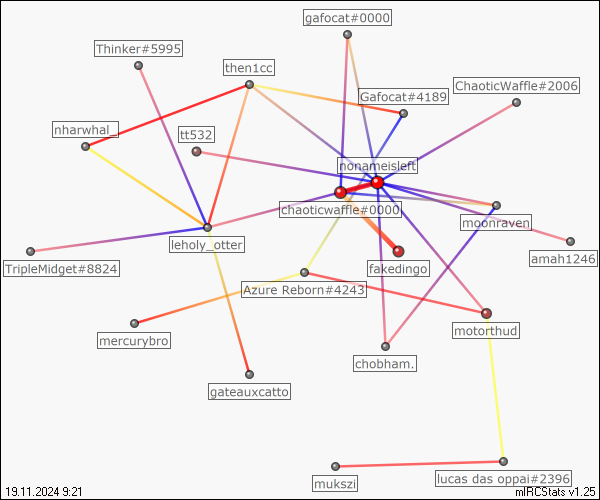 gafocat#0000
Thinker#5995
then1cc
ChaoticWaffle#2006
Gafocat#4189
nharwhal_
tt532
nonameisleft
chaoticwaffle#0000
moonraven
leholy_otter
amah1246
TripleMidget#8824
fakedingo
Azure Reborn#4243
motorthud
mercurybro
chobham.
gateauxcatto
mukszi
lucas das oppai#2396
19.11.2024 9:21
mIRCStats v1.25